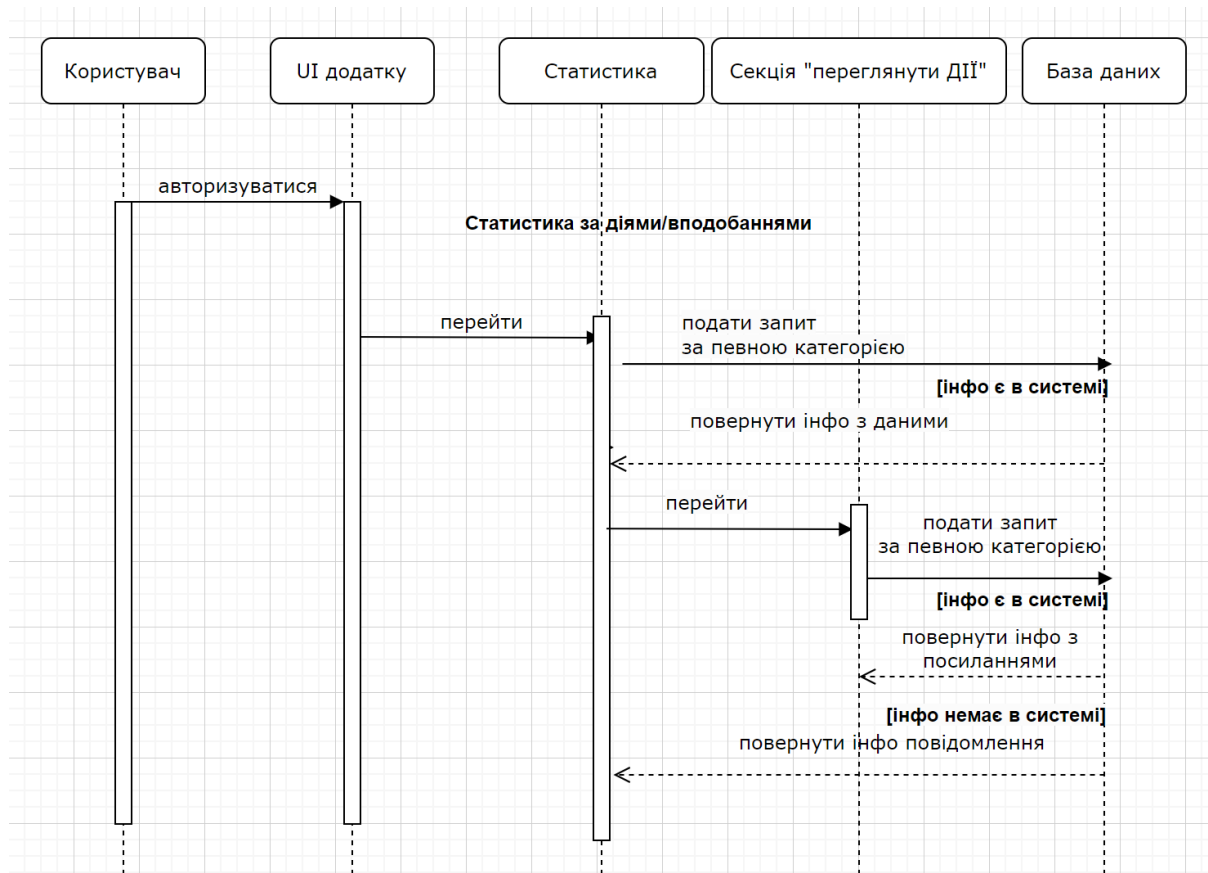 Користувач
UI додатку
Статистика
Секція "переглянути ДІЇ"
База даних
авторизуватися
Статистика за діями/вподобаннями
перейти
подати запит
за певною категорією
[інфо є в системі]
повернути інфо з даними
перейти
подати запит
за певною категорією
[інфо є в системі]
повернути інфо з
посиланнями
[інфо немає в системі]
повернути інфо повідомлення